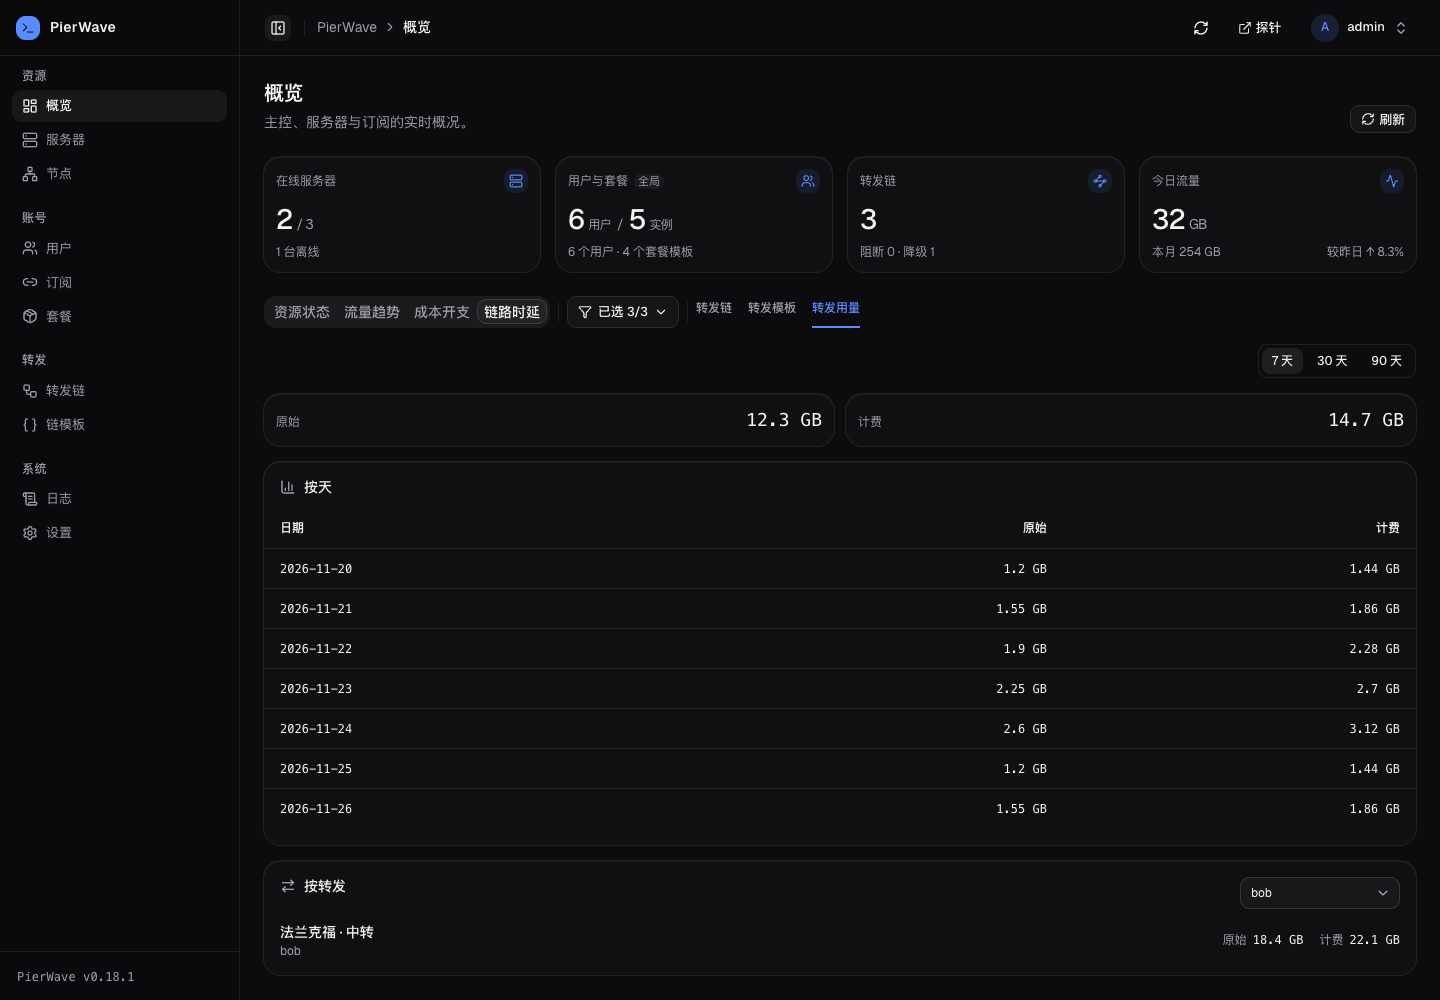 PierWave
资源
概览
服务器
节点
账号
用户
订阅
套餐
转发
转发链
链模板
系统
日志
设置
PierWave v0.18.1
PierWave > 概览
探针
A admin
概览
主控、服务器与订阅的实时概况。
刷新
在线服务器
2 / 3
1 台离线
用户与套餐 全局
6 用户 / 5 实例
6 个用户 · 4 个套餐模板
转发链
3
阻断 0 · 降级 1
今日流量
32 GB
本月 254 GB 较昨日 ↑ 8.3%
资源状态 流量趋势 成本开支 链路时延 已选 3/3 转发链 转发模板 转发用量
7 天 30 天 90 天
原始 12.3 GB
计费 14.7 GB
按天
日期 原始 计费
2026-11-20 1.2 GB 1.44 GB
2026-11-21 1.55 GB 1.86 GB
2026-11-22 1.9 GB 2.28 GB
2026-11-23 2.25 GB 2.7 GB
2026-11-24 2.6 GB 3.12 GB
2026-11-25 1.2 GB 1.44 GB
2026-11-26 1.55 GB 1.86 GB
按转发
bob
法兰克福 · 中转
bob
原始 18.4 GB 计费 22.1 GB